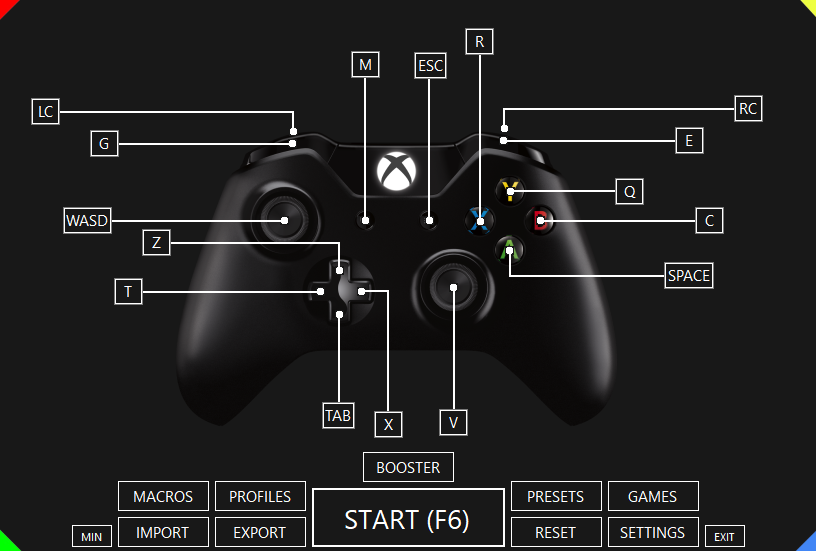 R
M
ESC
LC
RC
G
E
Y
Q
WASD
X
B
C
Z
A
SPACE
T
TAB
X
V
BOOSTER
MACROS
PROFILES
START (F6)
PRESETS
GAMES
MIN
IMPORT
EXPORT
RESET
SETTINGS
EXIT